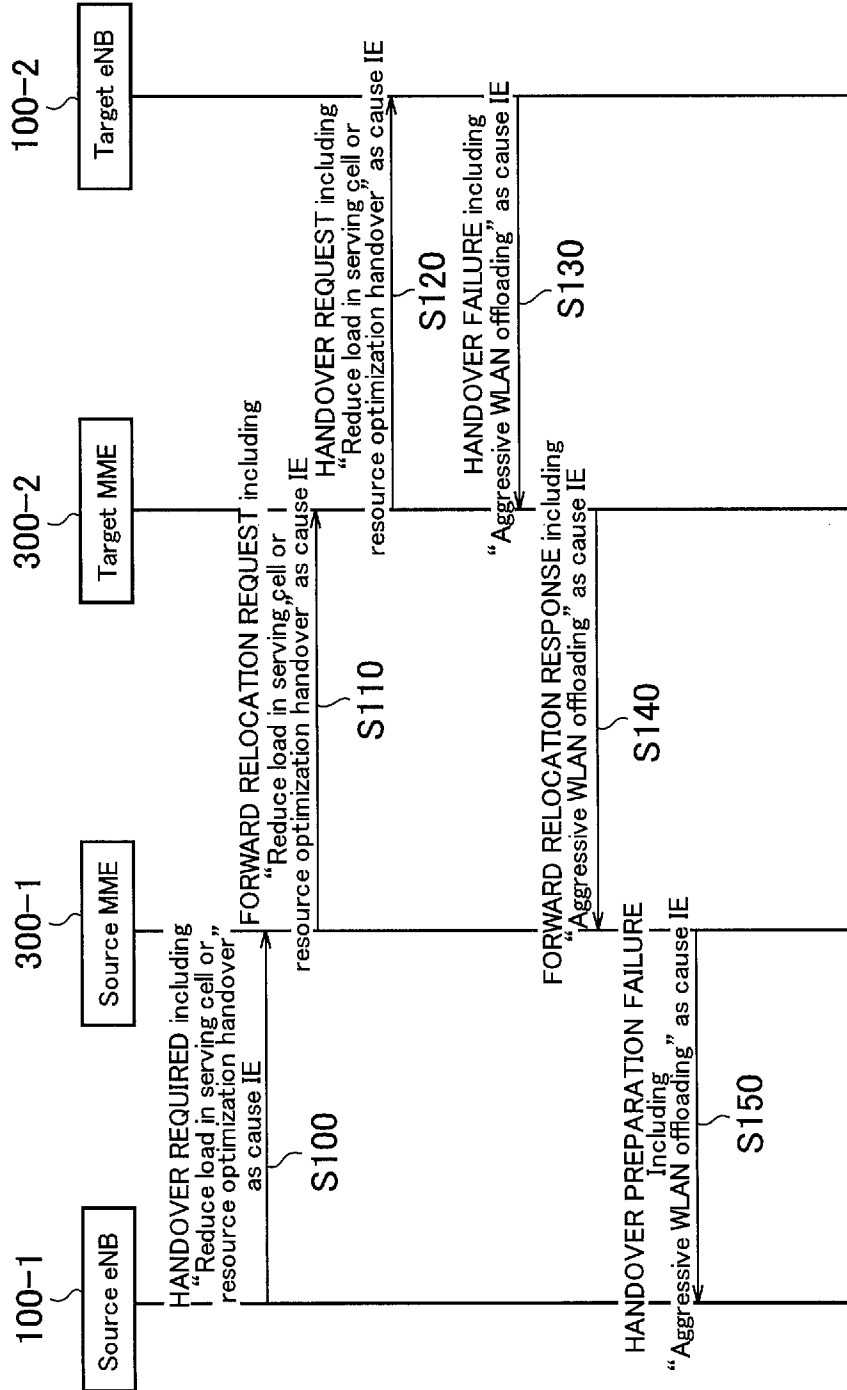 100-1
Source eNB
300-1
Source MME
300-2
Target MME
100-2
Target eNB
HANDOVER REQUIRED including
“Reduce load in serving cell or
resource optimization handover”
as cause IE
S100
FORWARD RELOCATION REQUEST including
“Reduce load in serving cell or
resource optimization handover” as cause IE
S110
HANDOVER REQUEST including
“Reduce load in serving cell or
resource optimization handover” as cause IE
S120
HANDOVER FAILURE including
“Aggressive WLAN offloading” as cause IE
S130
FORWARD RELOCATION RESPONSE including
“Aggressive WLAN offloading” as cause IE
S140
HANDOVER PREPARATION FAILURE
Including
“Aggressive WLAN offloading” as cause IE
S150